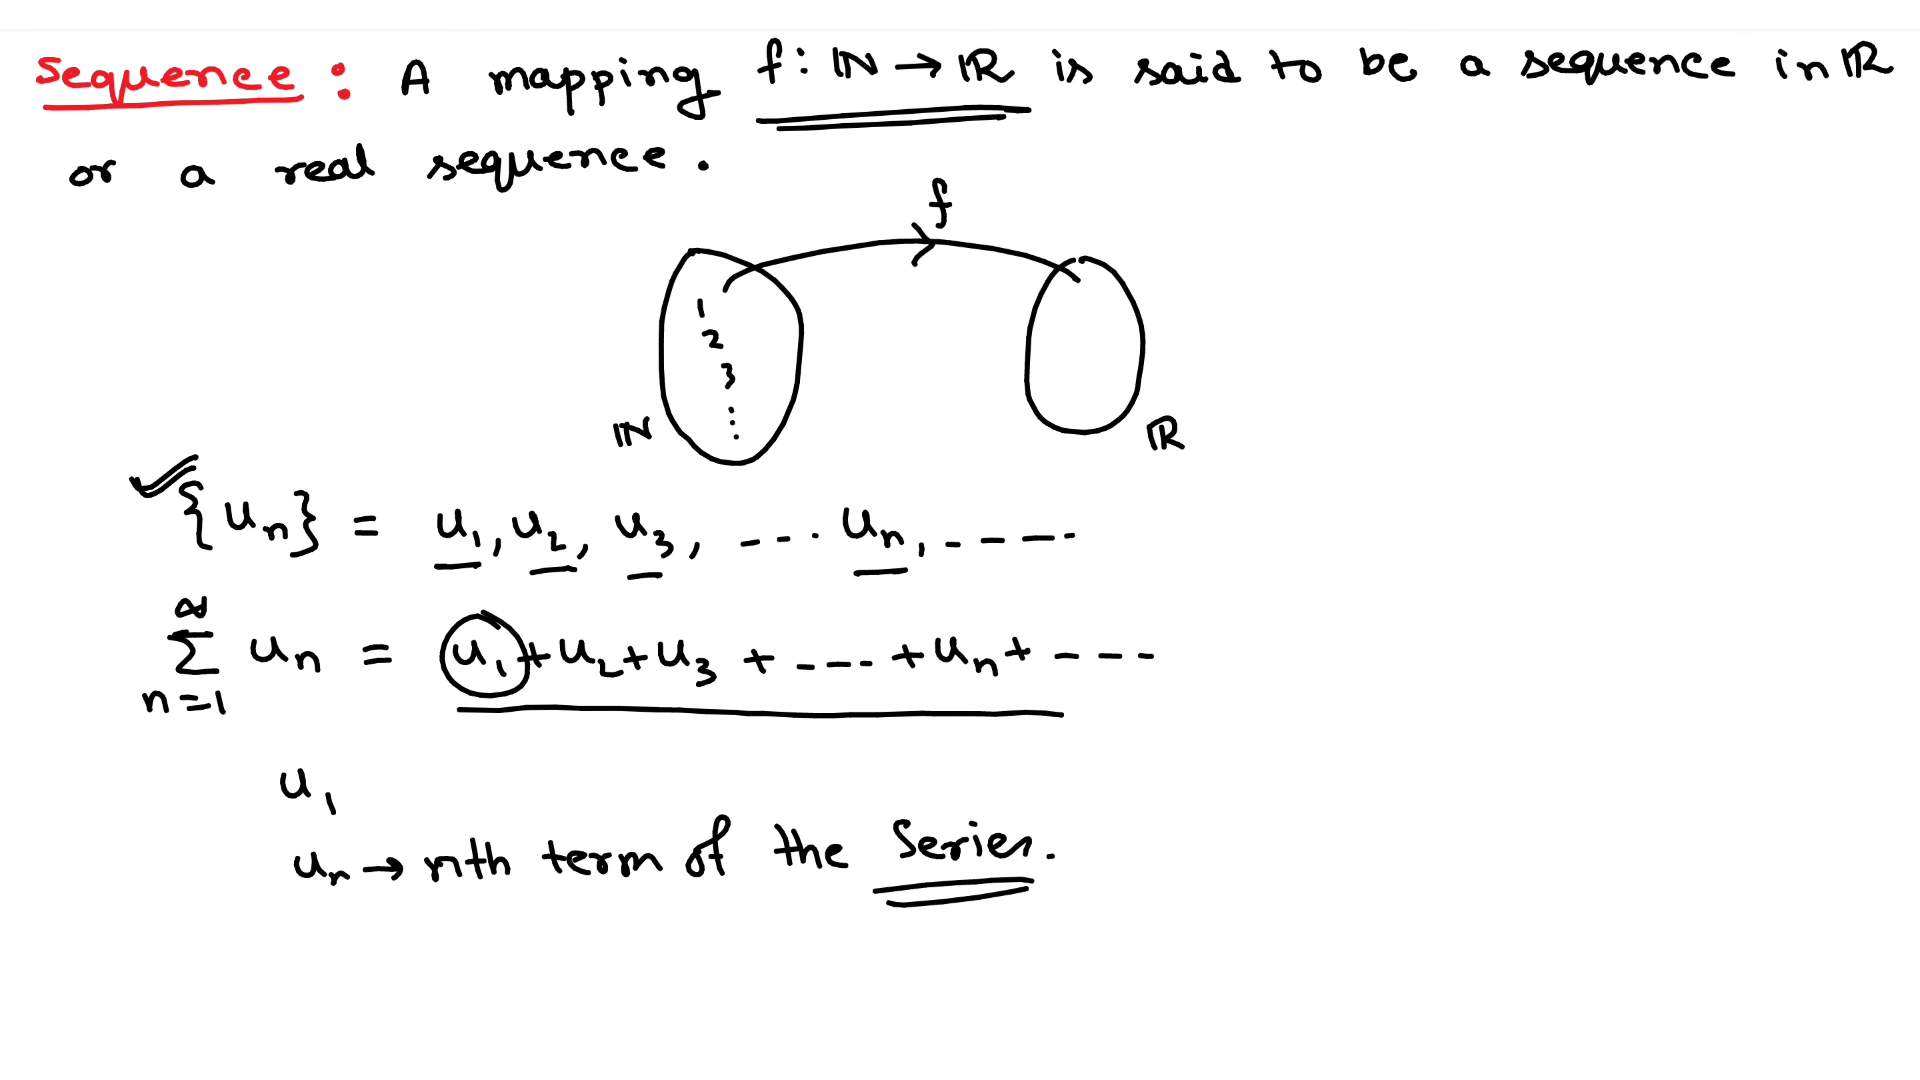 Sequence : A mapping f : ℕ → ℝ is said to be a sequence in ℝ
or a real sequence .
f
1
2
3
⋮
ℕ
ℝ
{uₙ} = u₁, u₂, u₃, ---. uₙ, ----.
∞
∑ uₙ = u₁ + u₂ + u₃ + ---- + uₙ + ---
n=1
u₁
uₙ → nth term of the Series.